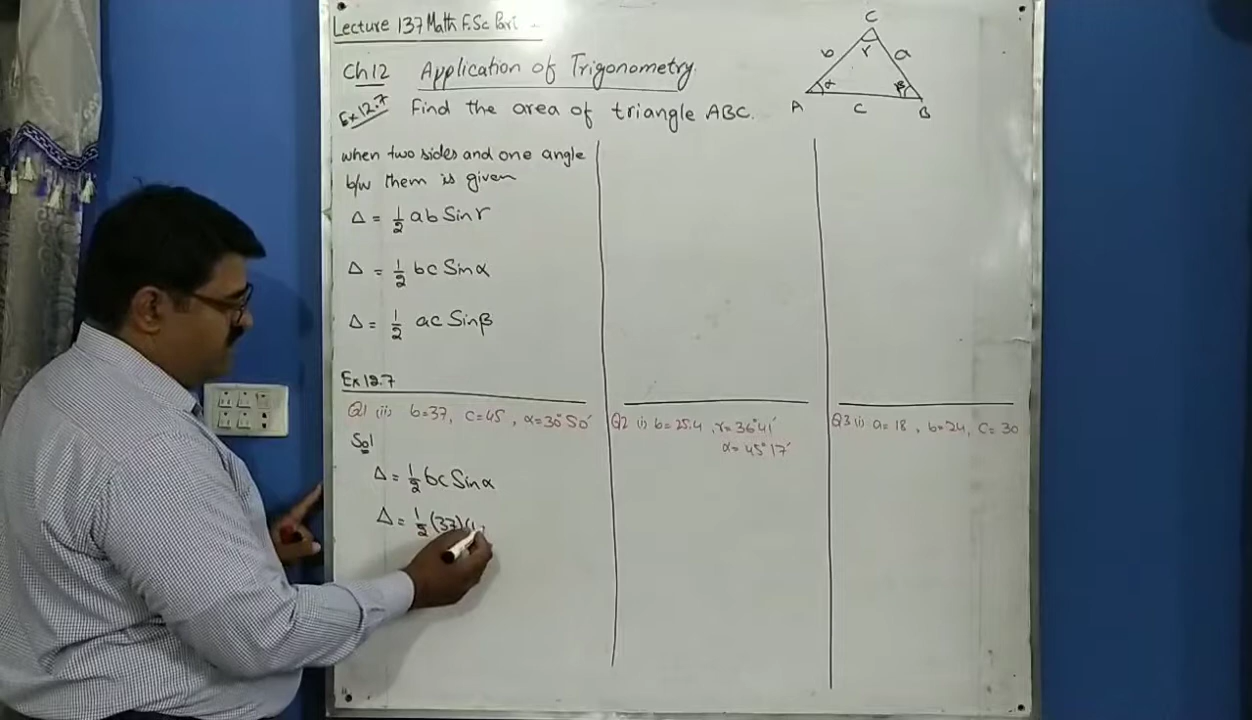 Lecture 137 Math F.Sc Part
Ch 12 Application of Trigonometry.
Ex 12.7 Find the area of triangle ABC.
C
b γ a
A α c β B
when two sides and one angle
b/w them is given
Δ = 1/2 ab Sin γ
Δ = 1/2 bc Sin α
Δ = 1/2 ac Sin β
Ex 12.7
Q1 (ii) b=37, c=45, α=30°50′
Sol
Δ = 1/2 bc Sin α
Δ = 1/2 (37)(
Q2 (i) b=25.4, γ=36°41′
α=45°17′
Q3 (i) a=18, b=24, c=30